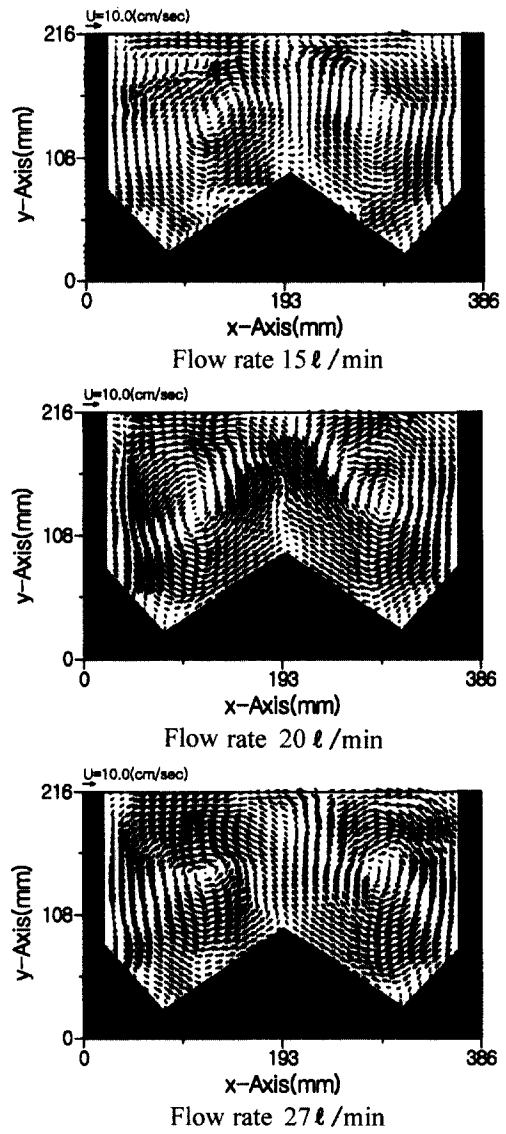 U=10.0(cm/sec)
216
108
0
y-Axis(mm)
0 193 386
x-Axis(mm)
Flow rate 15ℓ/min
U=10.0(cm/sec)
216
108
0
y-Axis(mm)
0 193 386
x-Axis(mm)
Flow rate 20 ℓ/min
U=10.0(cm/sec)
216
108
0
y-Axis(mm)
0 193 386
x-Axis(mm)
Flow rate 27ℓ/min